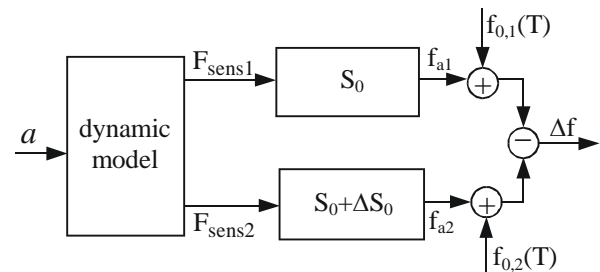 f0,1(T)
Fsens1
S0
fa1
+
a
dynamic
model
−
Δf
Fsens2
S0+ΔS0
fa2
+
f0,2(T)